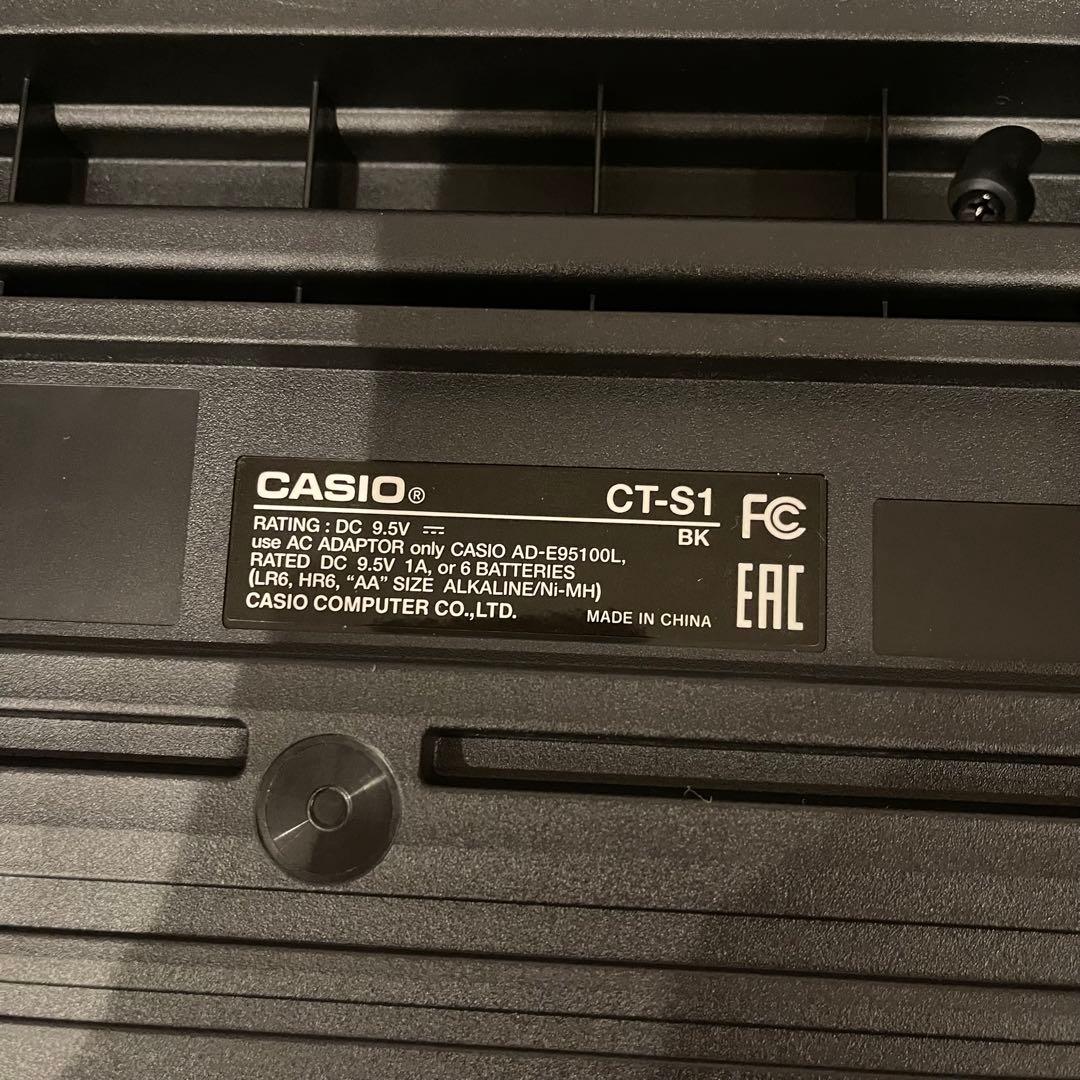 CASIO® CT-S1 FC
BK
RATING : DC 9.5V ⎓
use AC ADAPTOR only CASIO AD-E95100L,
RATED DC 9.5V 1A, or 6 BATTERIES
(LR6, HR6, “AA” SIZE ALKALINE/Ni-MH)
CASIO COMPUTER CO.,LTD. MADE IN CHINA
EAC